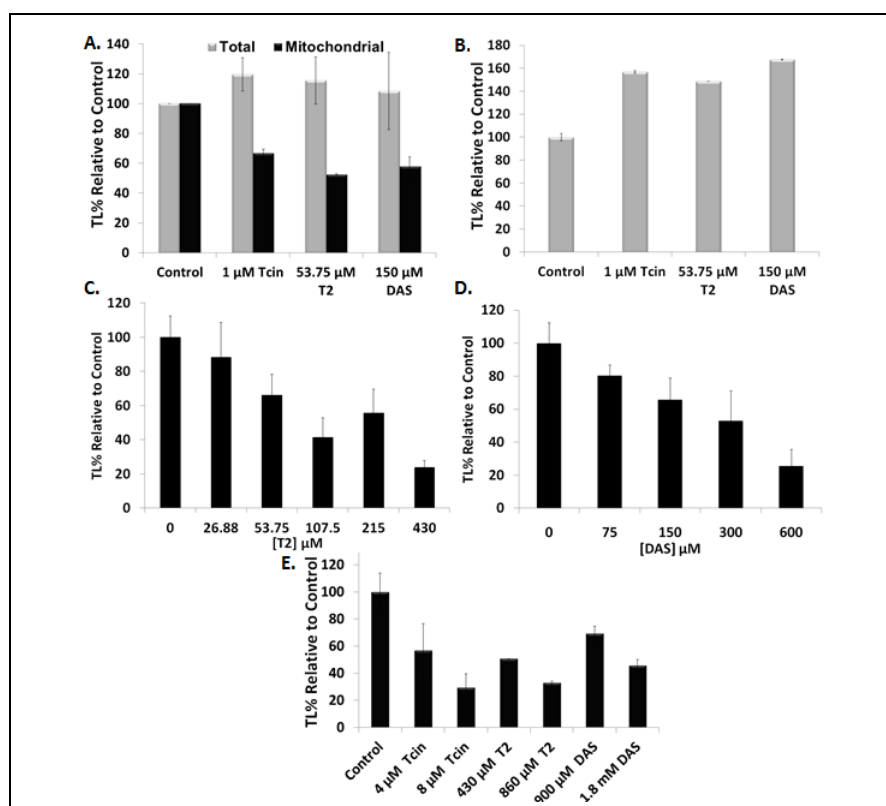 A.
Total Mitochondrial
TL% Relative to Control
140
120
100
80
60
40
20
0
Control 1 µM Tcin 53.75 µM T2 150 µM DAS
B.
TL% Relative to Control
180
160
140
120
100
80
60
40
20
0
Control 1 µM Tcin 53.75 µM T2 150 µM DAS
C.
TL% Relative to Control
120
100
80
60
40
20
0
0 26.88 53.75 107.5 215 430
[T2] µM
D.
TL% Relative to Control
120
100
80
60
40
20
0
0 75 150 300 600
[DAS] µM
E.
TL% Relative to Control
120
100
80
60
40
20
0
Control 4 µM Tcin 8 µM Tcin 430 µM T2 860 µM T2 900 µM DAS 1.8 mM DAS